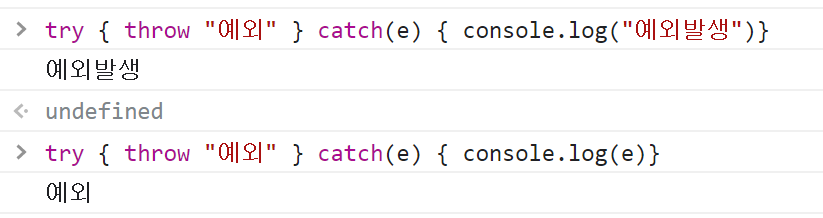 > try { throw "예외" } catch(e) { console.log("예외발생")}
예외발생
<· undefined
> try { throw "예외" } catch(e) { console.log(e)}
예외